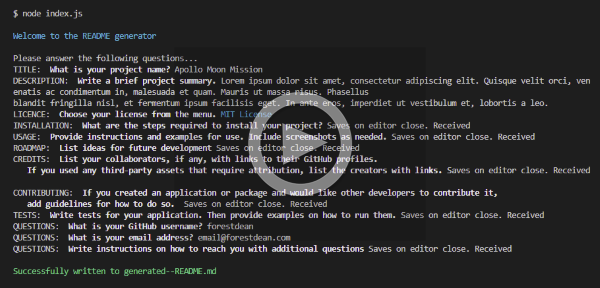 $ node index.js
Welcome to the README generator
Please answer the following questions...
TITLE: What is your project name? Apollo Moon Mission
DESCRIPTION: Write a brief project summary. Lorem ipsum dolor sit amet, consectetur adipiscing elit. Quisque velit orci, ven
enatis ac condimentum in, malesuada et quam. Mauris ut massa risus. Phasellus
blandit fringilla nisl, et fermentum ipsum facilisis eget. In ante eros, imperdiet ut vestibulum et, lobortis a leo.
LICENCE: Choose your license from the menu. MIT License
INSTALLATION: What are the steps required to install your project? Saves on editor close. Received
USAGE: Provide instructions and examples for use. Include screenshots as needed. Saves on editor close. Received
ROADMAP: List ideas for future development Saves on editor close. Received
CREDITS: List your collaborators, if any, with links to their GitHub profiles.
If you used any third-party assets that require attribution, list the creators with links. Saves on editor close. Received
CONTRIBUTING: If you created an application or package and would like other developers to contribute it,
add guidelines for how to do so. Saves on editor close. Received
TESTS: Write tests for your application. Then provide examples on how to run them. Saves on editor close. Received
QUESTIONS: What is your GitHub username? forestdean
QUESTIONS: What is your email address? email@forestdean.com
QUESTIONS: Write instructions on how to reach you with additional questions Saves on editor close. Received
Successfully written to generated--README.md